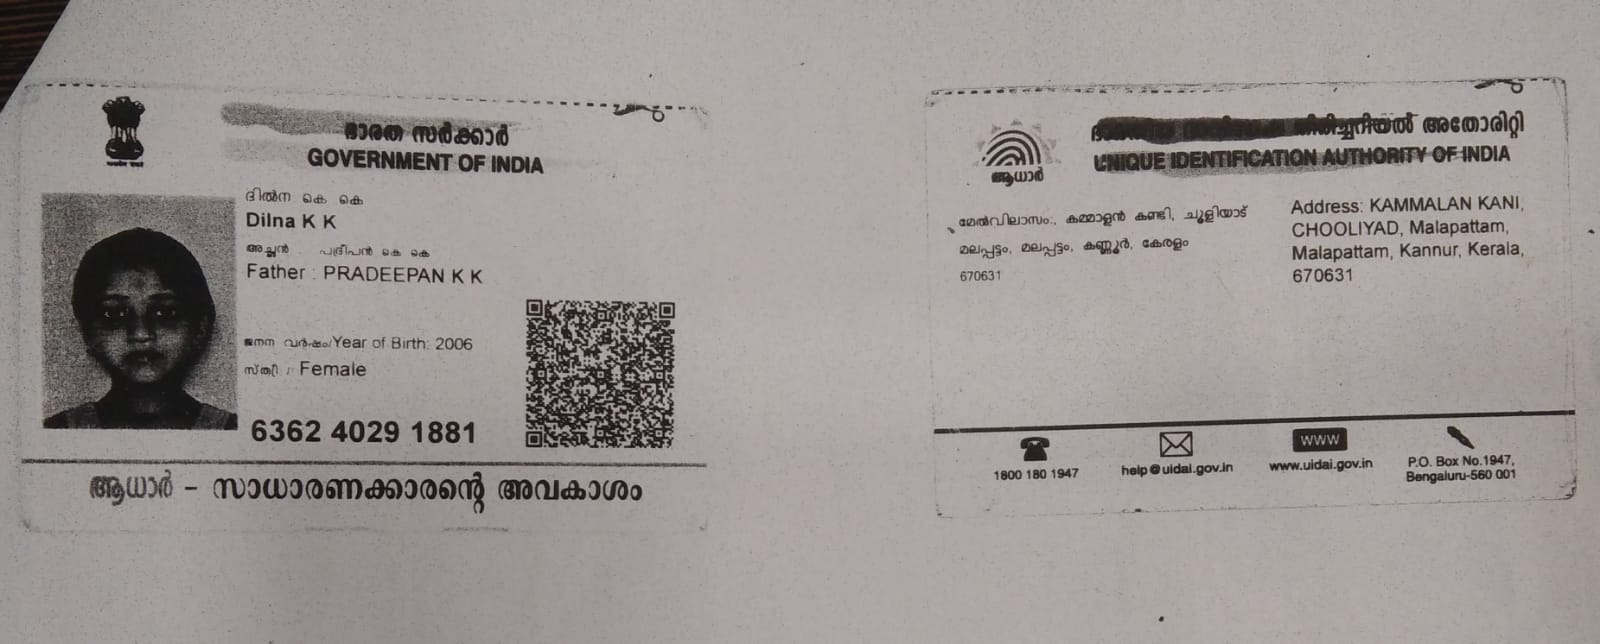 ഭാരത സർക്കാർ
GOVERNMENT OF INDIA
ദിൽന കെ കെ
Dilna K K
അച്ഛൻ : പ്രദീപൻ കെ കെ
Father : PRADEEPAN K K
ജനന വർഷം/Year of Birth: 2006
സ്ത്രീ : Female
6362 4029 1881
ആധാർ – സാധാരണക്കാരന്റെ അവകാശം
തിരിച്ചറിയൽ അതോരിറ്റി
UNIQUE IDENTIFICATION AUTHORITY OF INDIA
ആധാർ
മേൽവിലാസം:, കമ്മാളൻ കണ്ടി, ചൂളിയാട്
മലപ്പട്ടം, മലപ്പട്ടം, കണ്ണൂർ, കേരളം
670631
Address: KAMMALAN KANI,
CHOOLIYAD, Malapattam,
Malapattam, Kannur, Kerala,
670631
1800 180 1947
help@uidai.gov.in
www
www.uidai.gov.in
P.O. Box No.1947,
Bengaluru-560 001